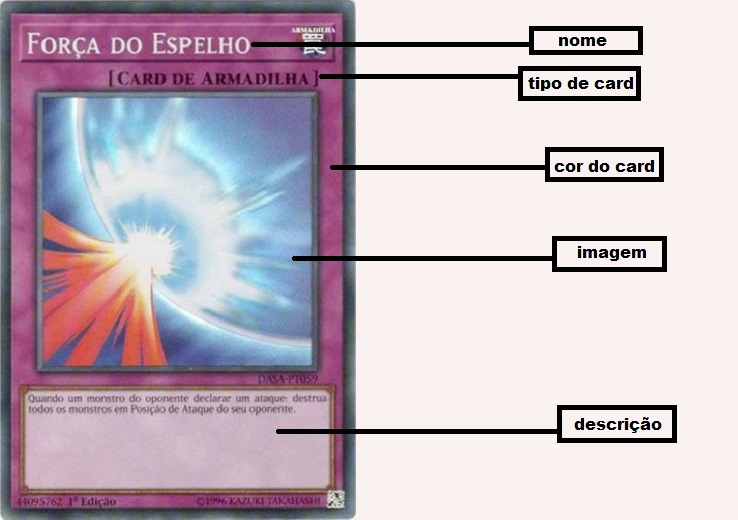 FORÇA DO ESPELHO
ARMADILHA
罠
nome
[CARD DE ARMADILHA]
tipo de card
cor do card
imagem
DASA-PT059
Quando um monstro do oponente declarar um ataque: destrua
todos os monstros em Posição de Ataque do seu oponente.
descrição
44095762 1ª Edição
©1996 KAZUKI TAKAHASHI